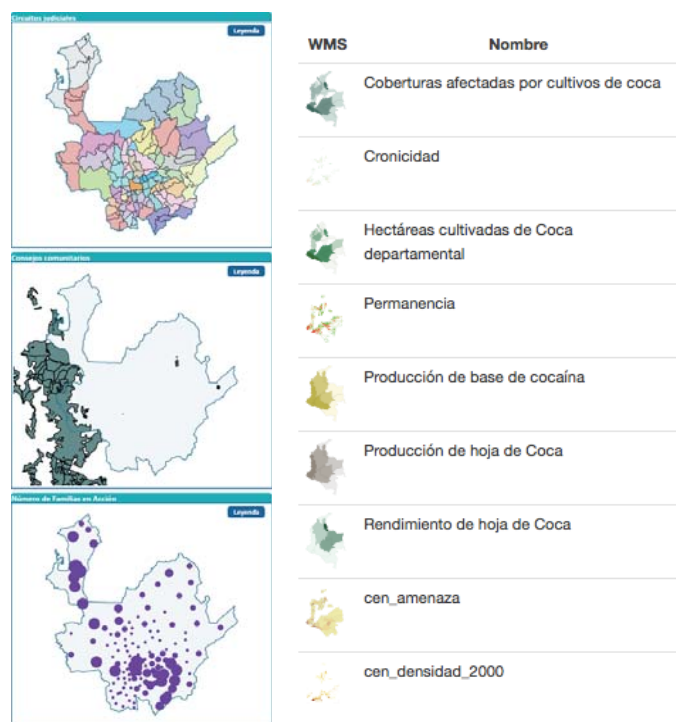 Circuitos judiciales
Leyenda
Consejos comunitarios
Leyenda
Número de Familias en Acción
Leyenda
WMS Nombre
Coberturas afectadas por cultivos de coca
Cronicidad
Hectáreas cultivadas de Coca
departamental
Permanencia
Producción de base de cocaína
Producción de hoja de Coca
Rendimiento de hoja de Coca
cen_amenaza
cen_densidad_2000